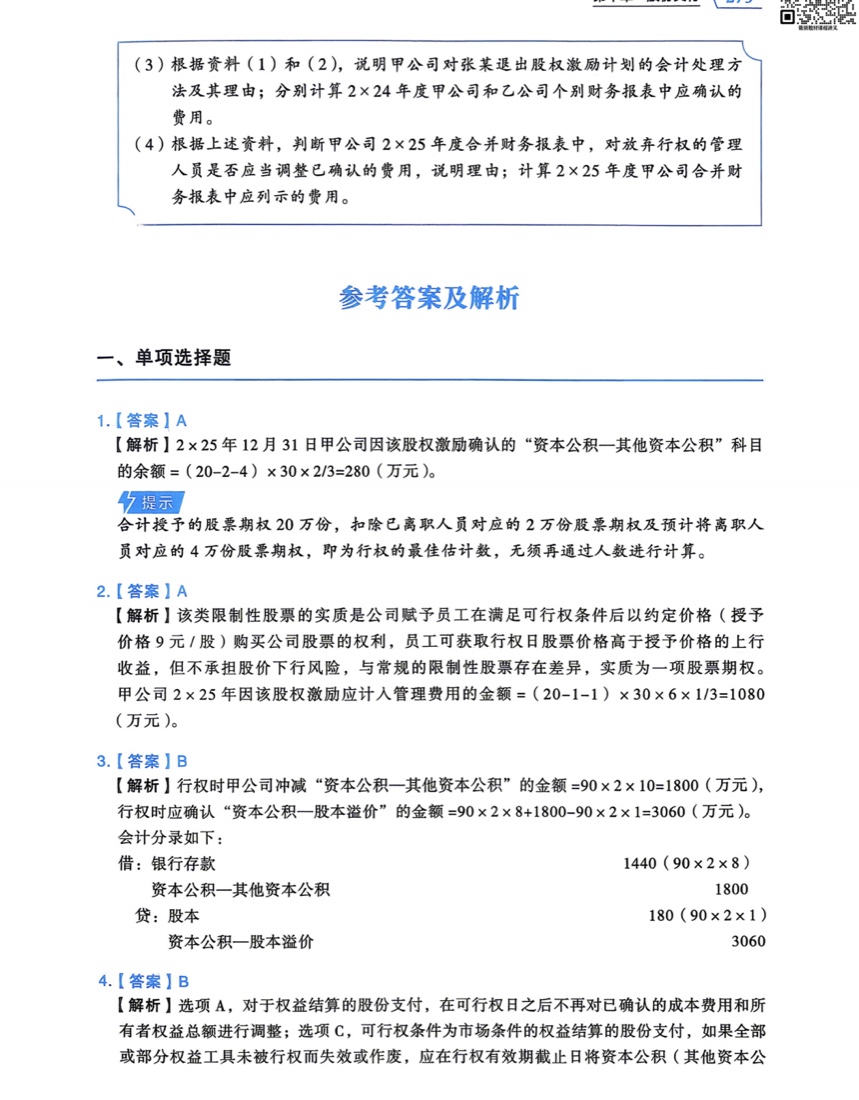 （3）根据资料（1）和（2），说明甲公司对张某退出股权激励计划的会计处理方
法及其理由；分别计算 2×24 年度甲公司和乙公司个别财务报表中应确认的
费用。
（4）根据上述资料，判断甲公司 2×25 年度合并财务报表中，对放弃行权的管理
人员是否应当调整已确认的费用，说明理由；计算 2×25 年度甲公司合并财
务报表中应列示的费用。
参考答案及解析
一、单项选择题
1.【答案】A
【解析】2×25 年 12 月 31 日甲公司因该股权激励确认的“资本公积—其他资本公积”科目
的余额 =（20-2-4）×30×2/3=280（万元）。
提示
合计授予的股票期权 20 万份，扣除已离职人员对应的 2 万份股票期权及预计将离职人
员对应的 4 万份股票期权，即为行权的最佳估计数，无须再通过人数进行计算。
2.【答案】A
【解析】该类限制性股票的实质是公司赋予员工在满足可行权条件后以约定价格（授予
价格 9 元 / 股）购买公司股票的权利，员工可获取行权日股票价格高于授予价格的上行
收益，但不承担股价下行风险，与常规的限制性股票存在差异，实质为一项股票期权。
甲公司 2×25 年因该股权激励应计入管理费用的金额 =（20-1-1）×30×6×1/3=1080
（万元）。
3.【答案】B
【解析】行权时甲公司冲减“资本公积—其他资本公积”的金额 =90×2×10=1800（万元），
行权时应确认“资本公积—股本溢价”的金额 =90×2×8+1800-90×2×1=3060（万元）。
会计分录如下：
借：银行存款 1440（90×2×8）
资本公积—其他资本公积 1800
贷：股本 180（90×2×1）
资本公积—股本溢价 3060
4.【答案】B
【解析】选项 A，对于权益结算的股份支付，在可行权日之后不再对已确认的成本费用和所
有者权益总额进行调整；选项 C，可行权条件为市场条件的权益结算的股份支付，如果全部
或部分权益工具未被行权而失效或作废，应在行权有效期截止日将资本公积（其他资本公